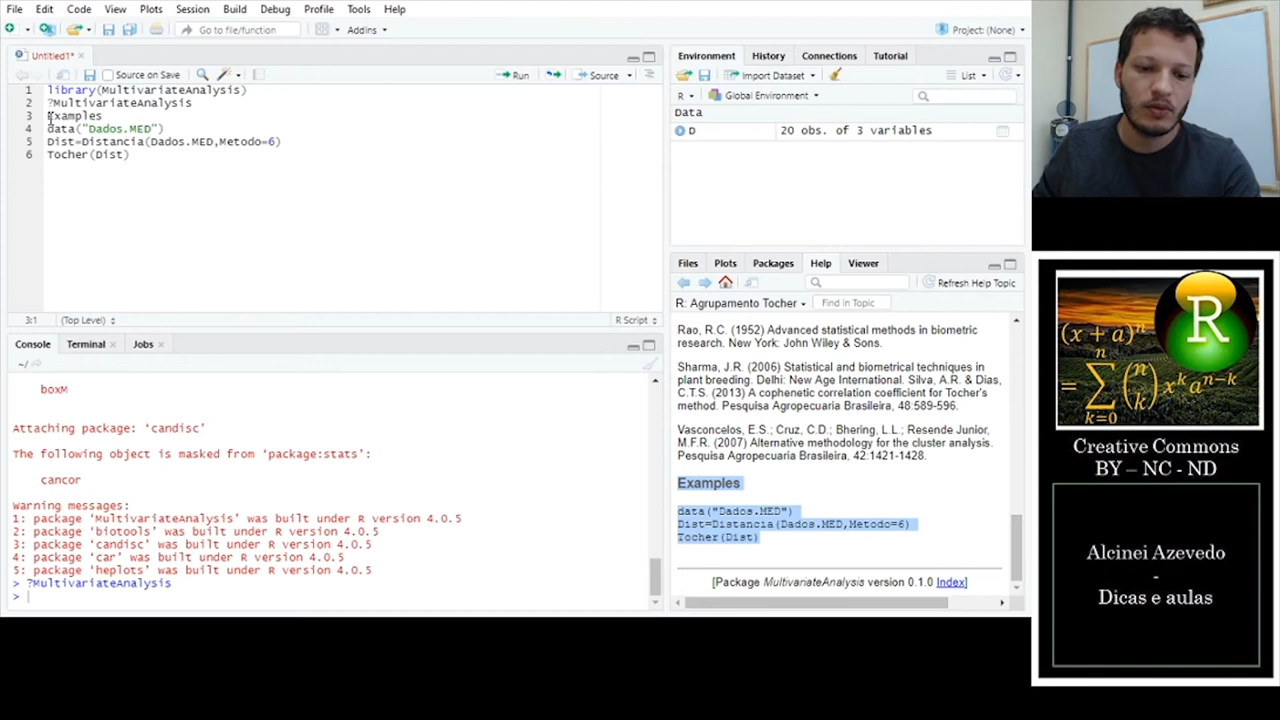 File Edit Code View Plots Session Build Debug Profile Tools Help
Go to file/function Addins Project: (None)
Untitled1*
Source on Save Run Source
1 library(MultivariateAnalysis)
2 ?MultivariateAnalysis
3 Examples
4 data("Dados.MED")
5 Dist=Distancia(Dados.MED,Metodo=6)
6 Tocher(Dist)
3:1 (Top Level) R Script
Console Terminal Jobs
~/
boxM
Attaching package: ‘candisc’
The following object is masked from ‘package:stats’:
cancor
Warning messages:
1: package ‘MultivariateAnalysis’ was built under R version 4.0.5
2: package ‘biotools’ was built under R version 4.0.5
3: package ‘candisc’ was built under R version 4.0.5
4: package ‘car’ was built under R version 4.0.5
5: package ‘heplots’ was built under R version 4.0.5
> ?MultivariateAnalysis
>
Environment History Connections Tutorial
Import Dataset List
R Global Environment
Data
D 20 obs. of 3 variables
Files Plots Packages Help Viewer
Refresh Help Topic
R: Agrupamento Tocher Find in Topic
Rao, R.C. (1952) Advanced statistical methods in biometric
research. New York: John Wiley & Sons.
Sharma, J.R. (2006) Statistical and biometrical techniques in
plant breeding. Delhi: New Age International. Silva, A.R. & Dias,
C.T.S. (2013) A cophenetic correlation coefficient for Tocher's
method. Pesquisa Agropecuaria Brasileira, 48:589-596.
Vasconcelos, E.S.; Cruz, C.D.; Bhering, L.L.; Resende Junior,
M.F.R. (2007) Alternative methodology for the cluster analysis.
Pesquisa Agropecuaria Brasileira, 42:1421-1428.
Examples
data("Dados.MED")
Dist=Distancia(Dados.MED,Metodo=6)
Tocher(Dist)
[Package MultivariateAnalysis version 0.1.0 Index]
R
(x + a)^n
= ∑_{k=0}^{n} (n k) x^k a^{n−k}
Creative Commons
BY – NC - ND
Alcinei Azevedo
-
Dicas e aulas